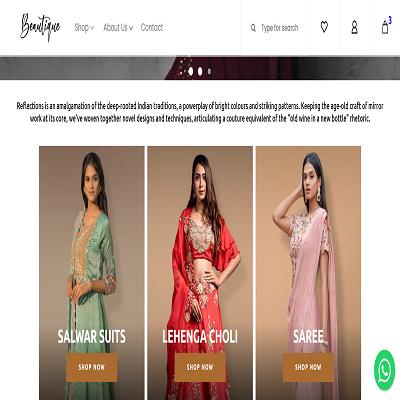 Beautique Shop About Us Contact Type for search 3
Reflections is an amalgamation of the deep-rooted Indian traditions, a powerplay of bright colours and striking patterns. Keeping the age-old craft of mirror
work at its core, we've woven together novel designs and techniques, articulating a couture equivalent of the "old wine in a new bottle" rhetoric.
SALWAR SUITS LEHENGA CHOLI SAREE
SHOP NOW SHOP NOW SHOP NOW